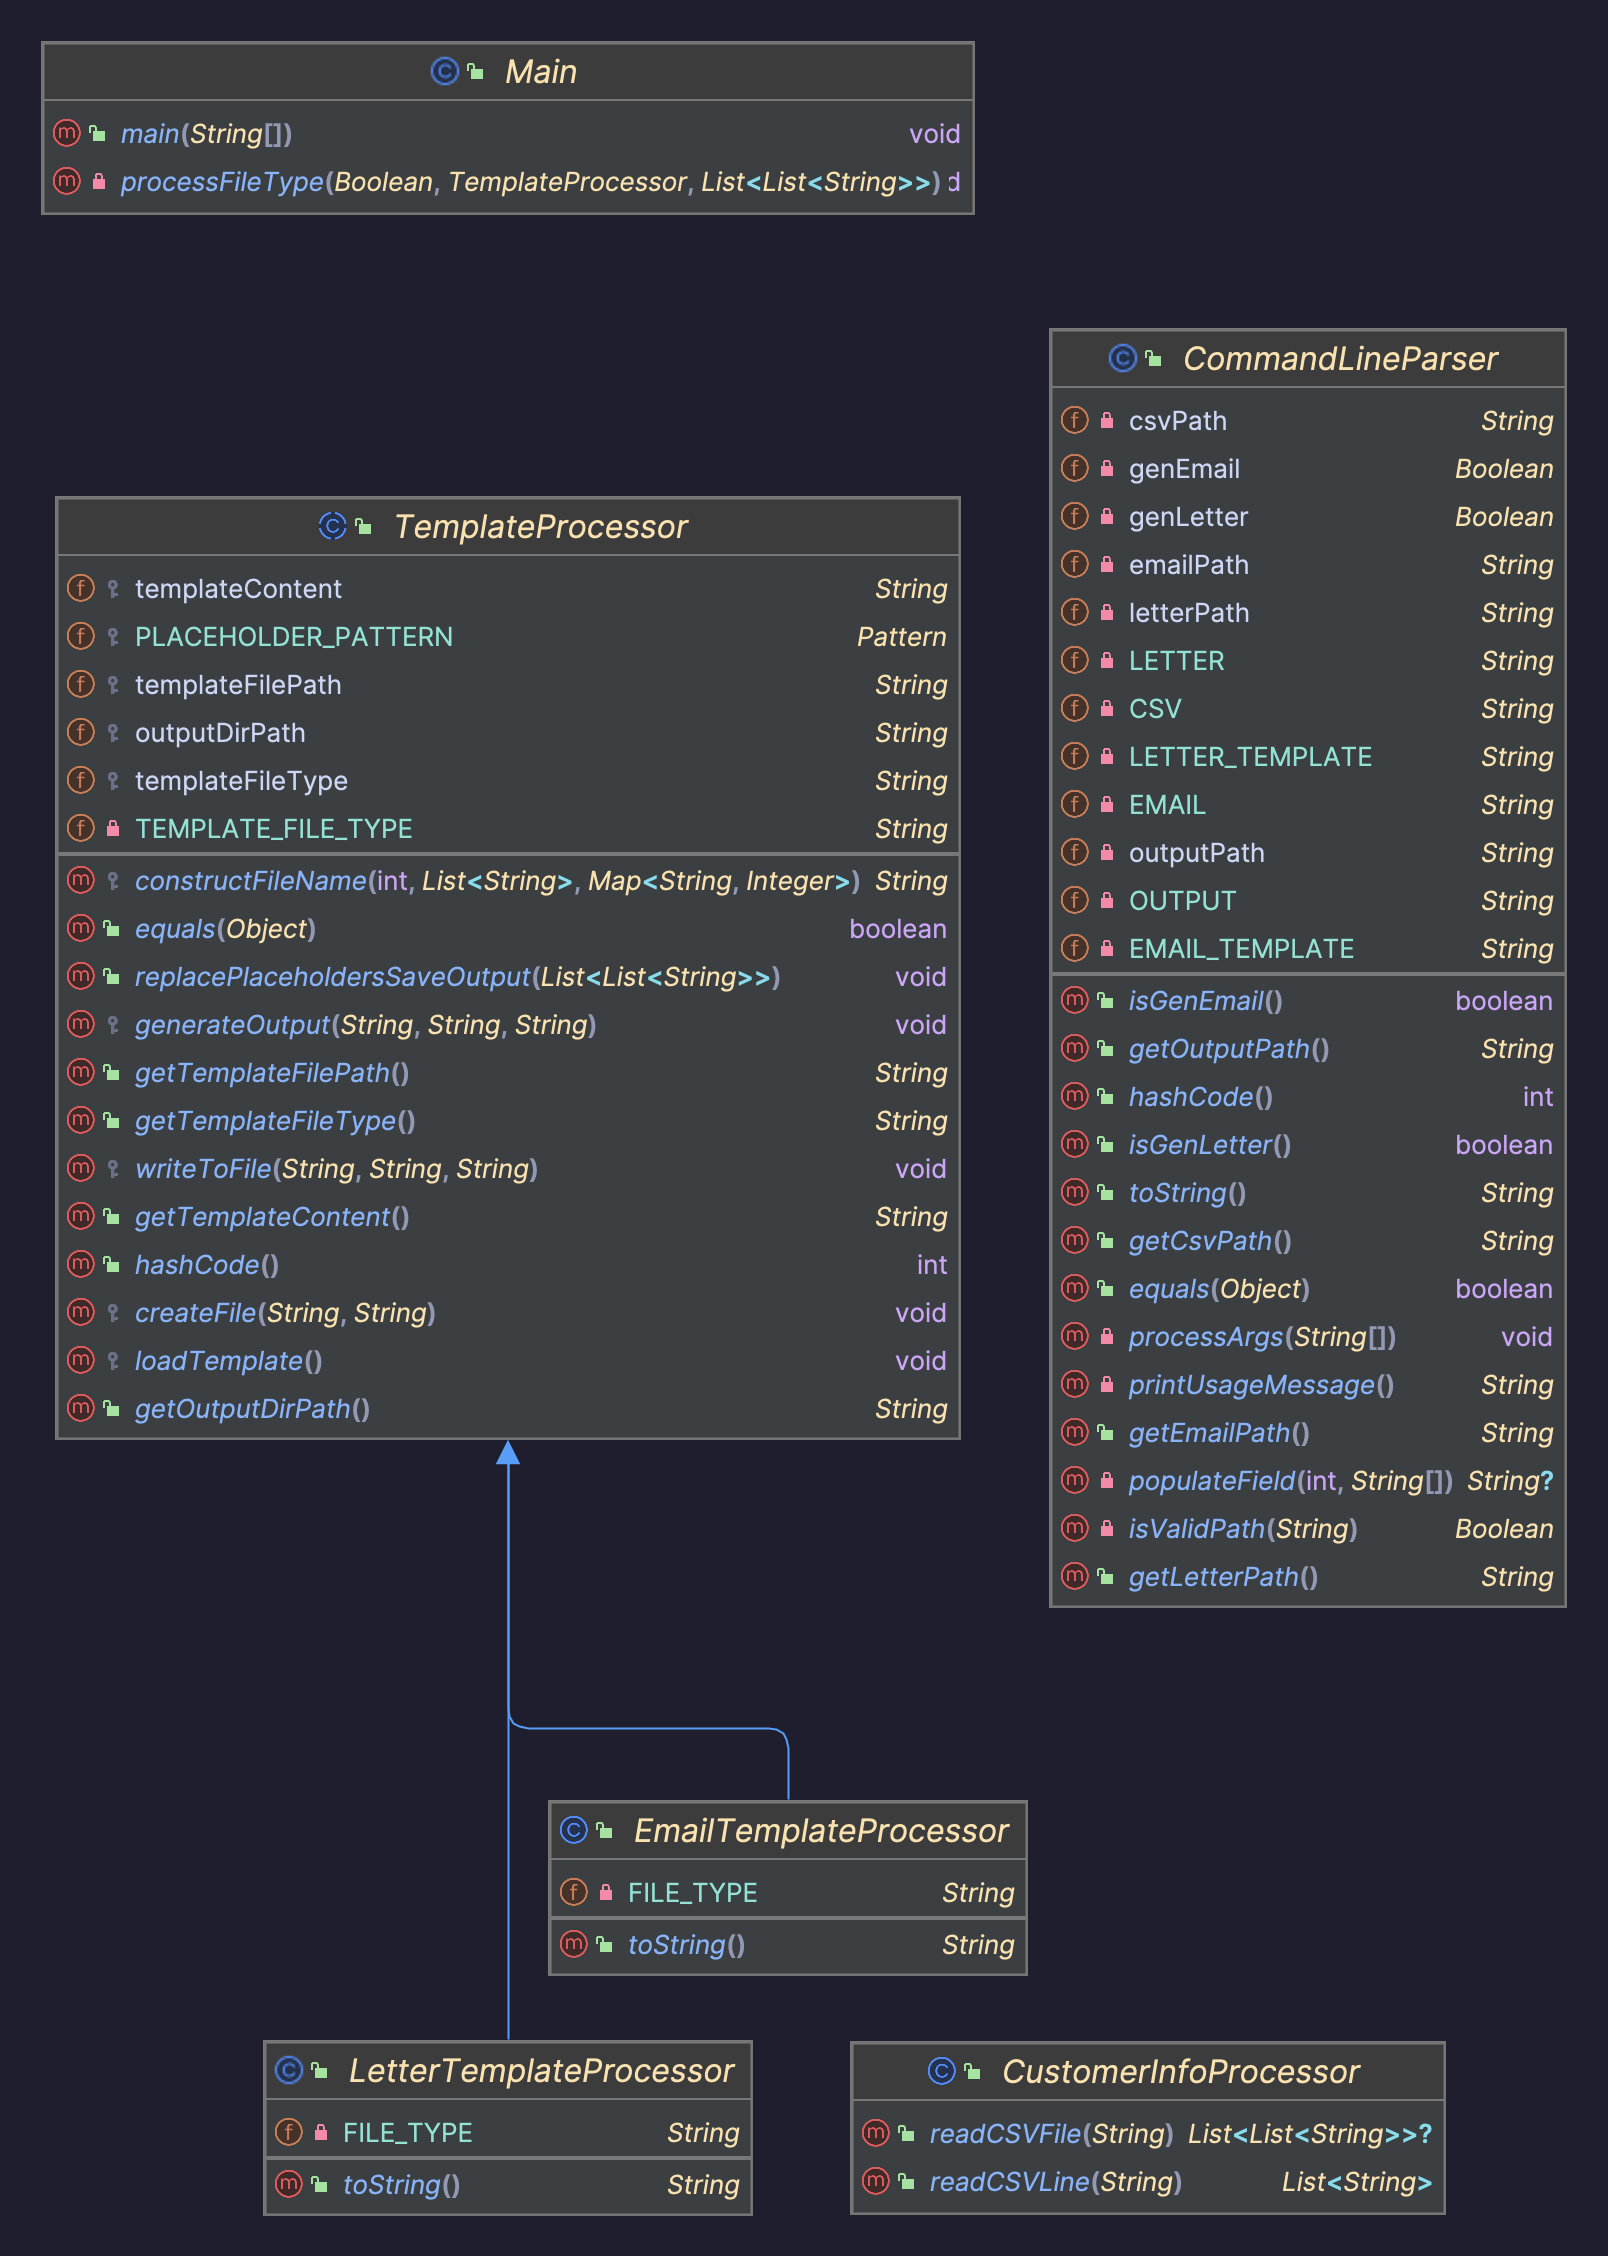 Main
main(String[]) void
processFileType(Boolean, TemplateProcessor, List<List<String>>) d
CommandLineParser
csvPath String
genEmail Boolean
genLetter Boolean
emailPath String
letterPath String
LETTER String
CSV String
LETTER_TEMPLATE String
EMAIL String
outputPath String
OUTPUT String
EMAIL_TEMPLATE String
isGenEmail() boolean
getOutputPath() String
hashCode() int
isGenLetter() boolean
toString() String
getCsvPath() String
equals(Object) boolean
processArgs(String[]) void
printUsageMessage() String
getEmailPath() String
populateField(int, String[]) String?
isValidPath(String) Boolean
getLetterPath() String
TemplateProcessor
templateContent String
PLACEHOLDER_PATTERN Pattern
templateFilePath String
outputDirPath String
templateFileType String
TEMPLATE_FILE_TYPE String
constructFileName(int, List<String>, Map<String, Integer>) String
equals(Object) boolean
replacePlaceholdersSaveOutput(List<List<String>>) void
generateOutput(String, String, String) void
getTemplateFilePath() String
getTemplateFileType() String
writeToFile(String, String, String) void
getTemplateContent() String
hashCode() int
createFile(String, String) void
loadTemplate() void
getOutputDirPath() String
EmailTemplateProcessor
FILE_TYPE String
toString() String
LetterTemplateProcessor
FILE_TYPE String
toString() String
CustomerInfoProcessor
readCSVFile(String) List<List<String>>?
readCSVLine(String) List<String>